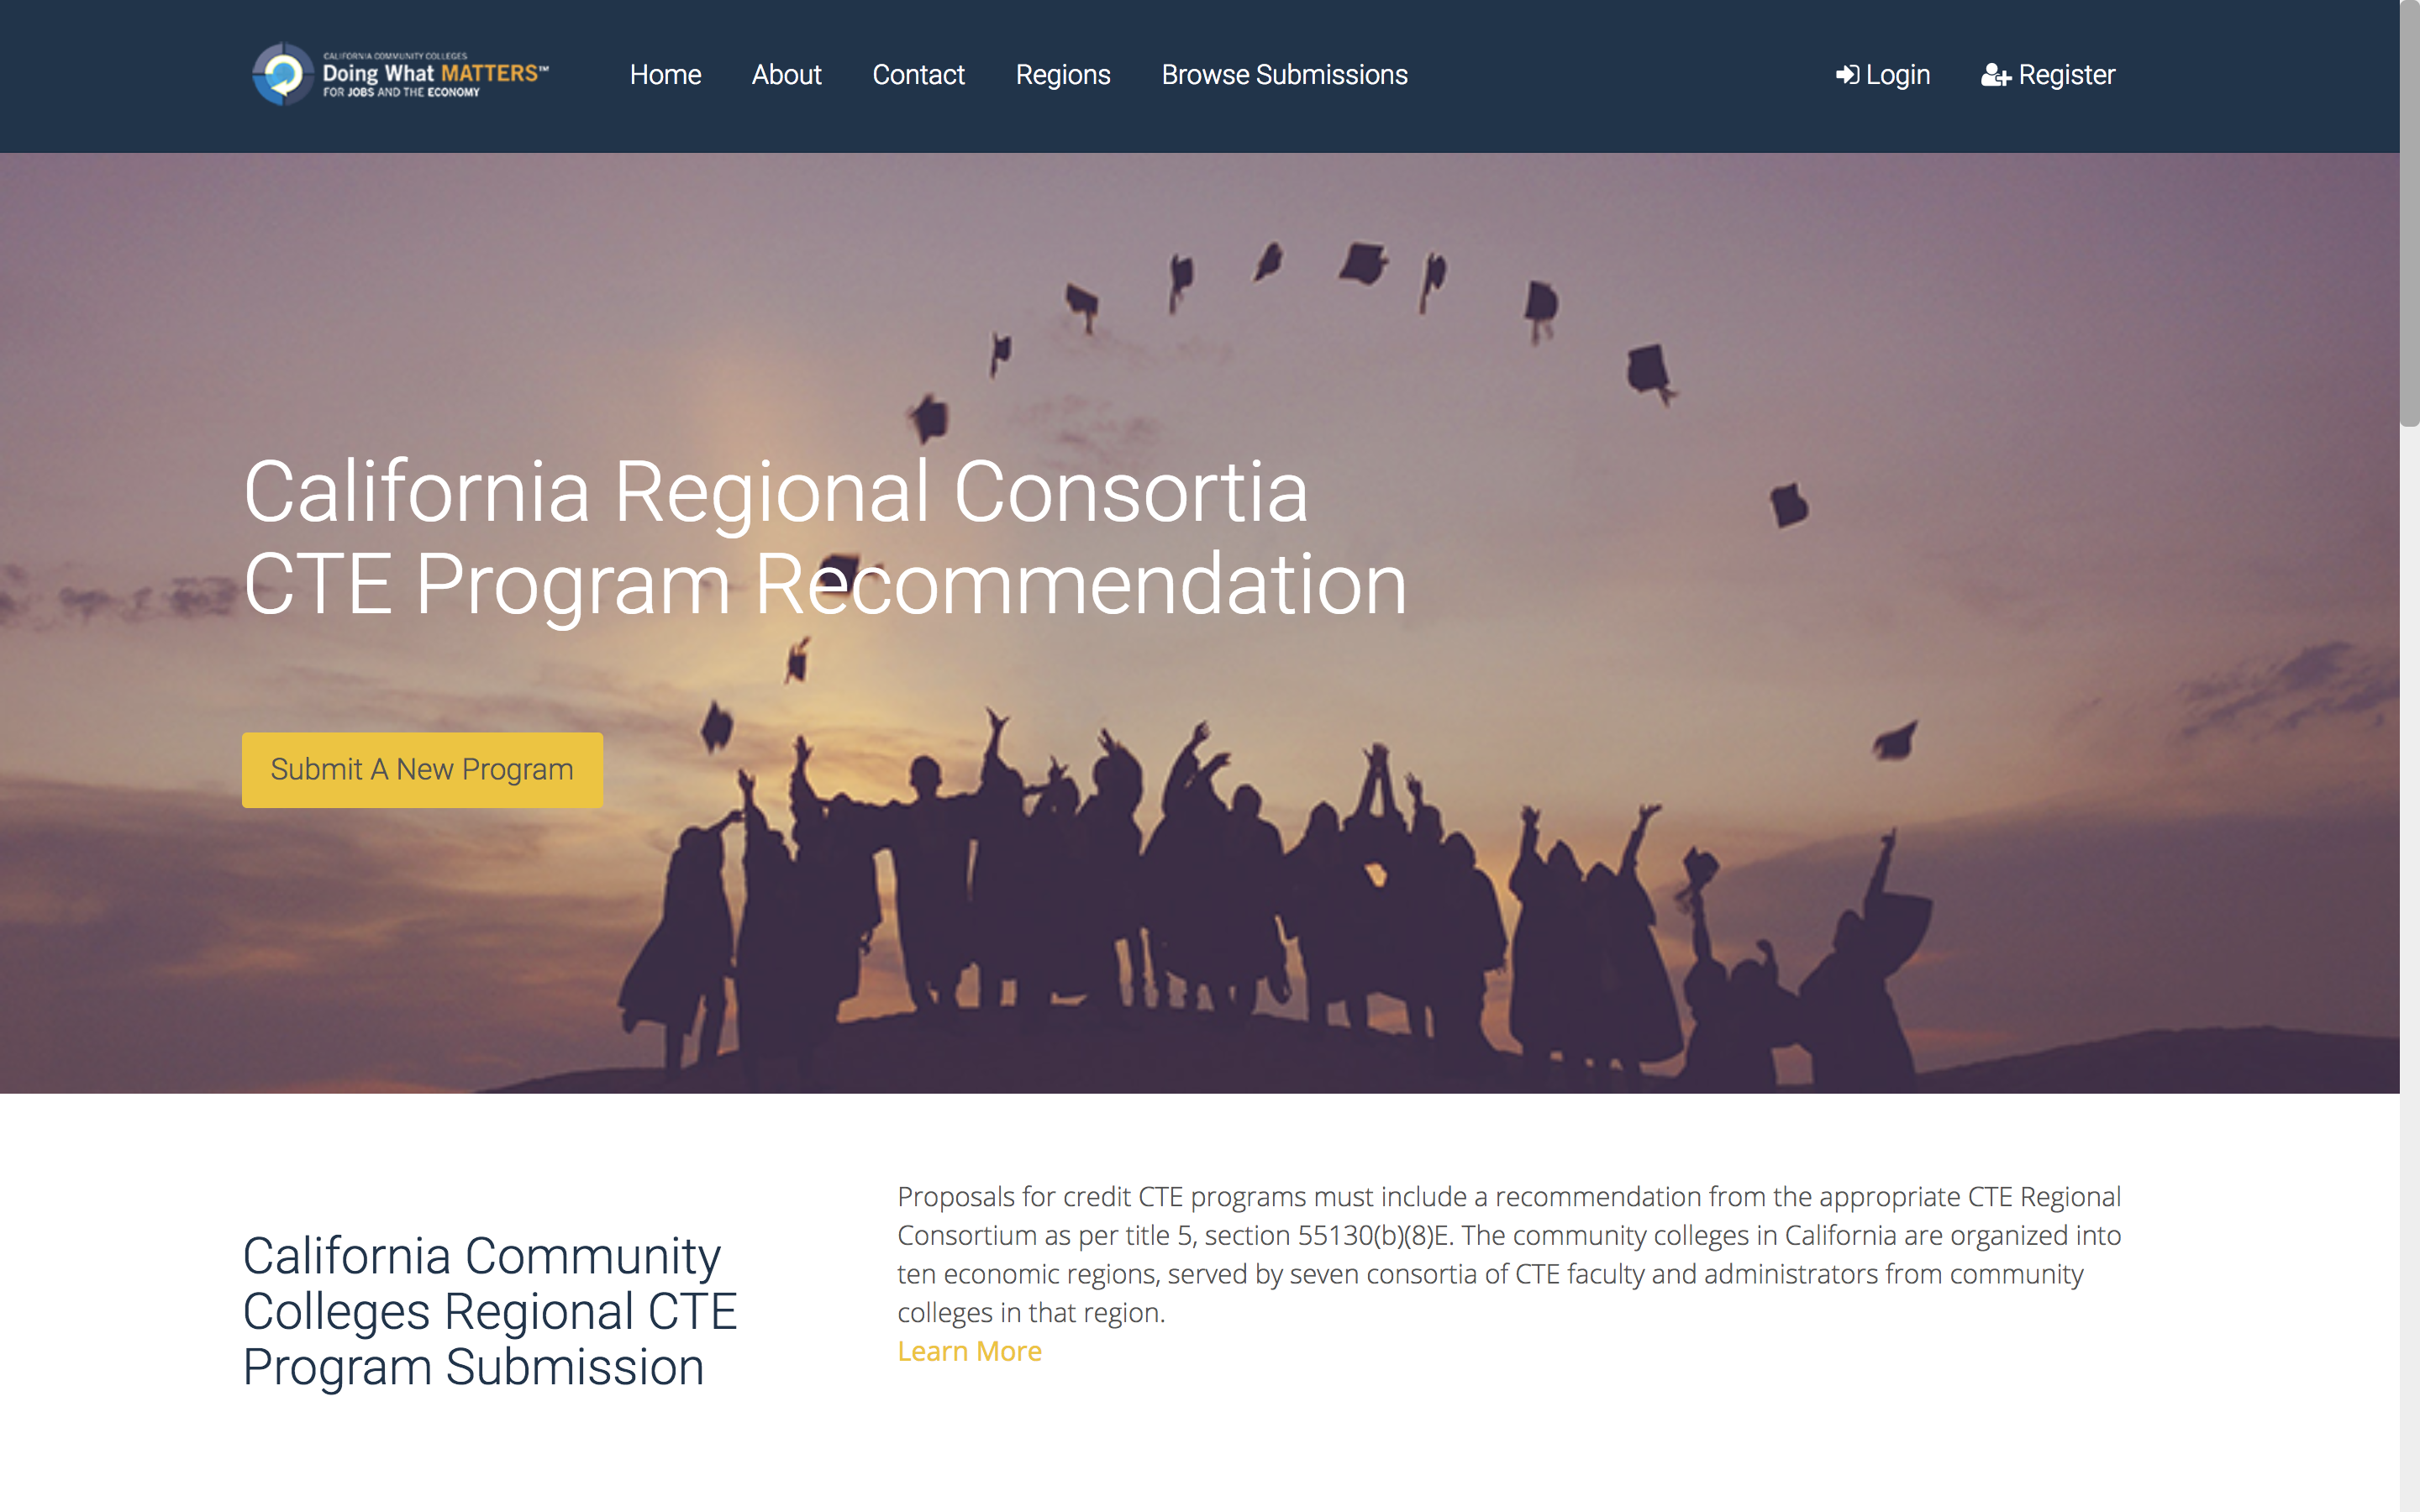 CALIFORNIA COMMUNITY COLLEGES
Doing What MATTERS™
FOR JOBS AND THE ECONOMY
Home About Contact Regions Browse Submissions Login Register
California Regional Consortia
CTE Program Recommendation
Submit A New Program
California Community
Colleges Regional CTE
Program Submission
Proposals for credit CTE programs must include a recommendation from the appropriate CTE Regional
Consortium as per title 5, section 55130(b)(8)E. The community colleges in California are organized into
ten economic regions, served by seven consortia of CTE faculty and administrators from community
colleges in that region.
Learn More